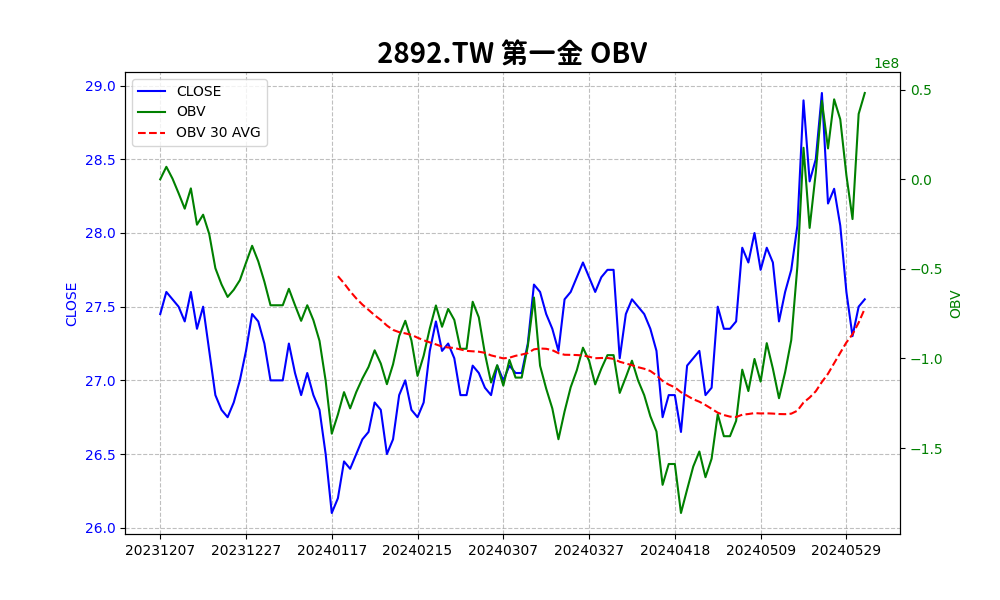 2892.TW 第一金 OBV
1e8
CLOSE
OBV
OBV 30 AVG
29.0
28.5
28.0
27.5
27.0
26.5
26.0
CLOSE
0.5
0.0
−0.5
−1.0
−1.5
OBV
20231207 20231227 20240117 20240215 20240307 20240327 20240418 20240509 20240529